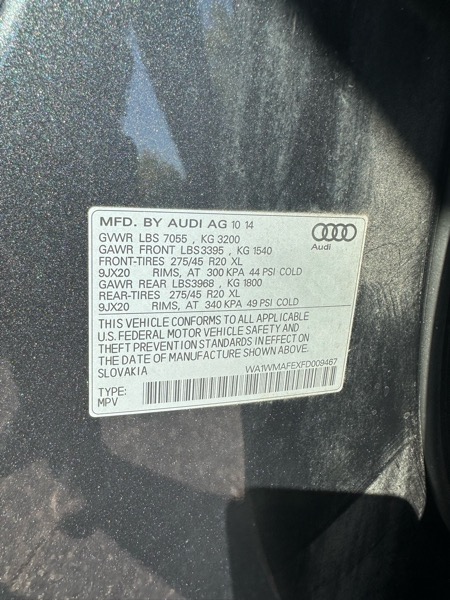 MFD. BY AUDI AG 10 14
GVWR LBS 7055 , KG 3200
GAWR FRONT LBS3395 , KG 1540
FRONT-TIRES 275/45 R20 XL
9JX20 RIMS, AT 300 KPA 44 PSI COLD
GAWR REAR LBS3968 , KG 1800
REAR-TIRES 275/45 R20 XL
9JX20 RIMS, AT 340 KPA 49 PSI COLD
Audi
THIS VEHICLE CONFORMS TO ALL APPLICABLE
U.S. FEDERAL MOTOR VEHICLE SAFETY AND
THEFT PREVENTION STANDARDS IN EFFECT ON
THE DATE OF MANUFACTURE SHOWN ABOVE.
SLOVAKIA WA1WMAFEXFD009467
TYPE:
MPV